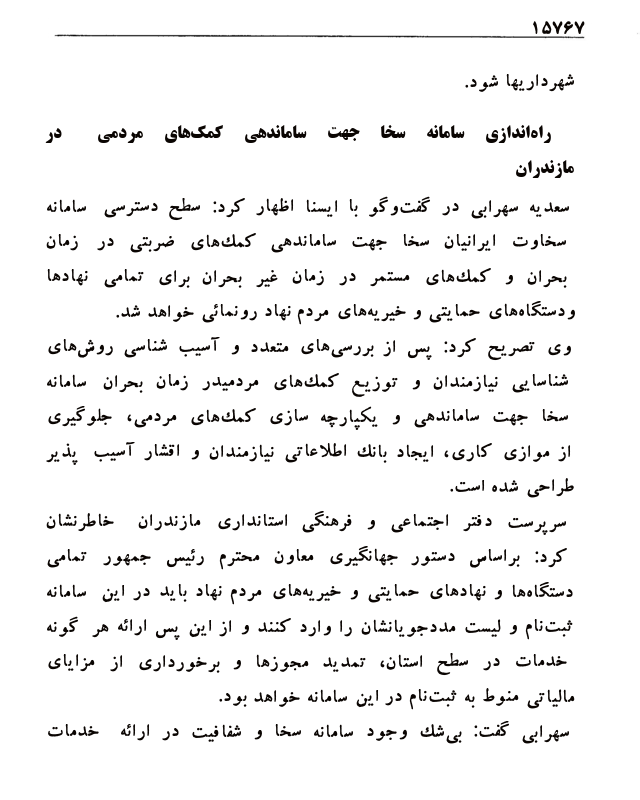 ۱۵۷۶۷
شهرداریها شود.
راه‌اندازی سامانه سخا جهت ساماندهی کمک‌های مردمی در
مازندران
سعدیه سهرابی در گفت‌وگو با ایسنا اظهار کرد: سطح دسترسی سامانه
سخاوت ایرانیان سخا جهت ساماندهی کمك‌های ضربتی در زمان
بحران و کمك‌های مستمر در زمان غیر بحران برای تمامی نهادها
ودستگاه‌های حمایتی و خیریه‌های مردم نهاد رونمائی خواهد شد.
وی تصریح کرد: پس از بررسی‌های متعدد و آسیب شناسی روش‌های
شناسایی نیازمندان و توزیع کمك‌های مردمیدر زمان بحران سامانه
سخا جهت ساماندهی و یکپارچه سازی کمك‌های مردمی، جلوگیری
از موازی کاری، ایجاد بانك اطلاعاتی نیازمندان و اقشار آسیب پذیر
طراحی شده است.
سرپرست دفتر اجتماعی و فرهنگی استانداری مازندران خاطرنشان
کرد: براساس دستور جهانگیری معاون محترم رئیس جمهور تمامی
دستگاه‌ها و نهادهای حمایتی و خیریه‌های مردم نهاد باید در این سامانه
ثبت‌نام و لیست مددجویانشان را وارد کنند و از این پس ارائه هر گونه
خدمات در سطح استان، تمدید مجوزها و برخورداری از مزایای
مالیاتی منوط به ثبت‌نام در این سامانه خواهد بود.
سهرابی گفت: بی‌شك وجود سامانه سخا و شفافیت در ارائه خدمات